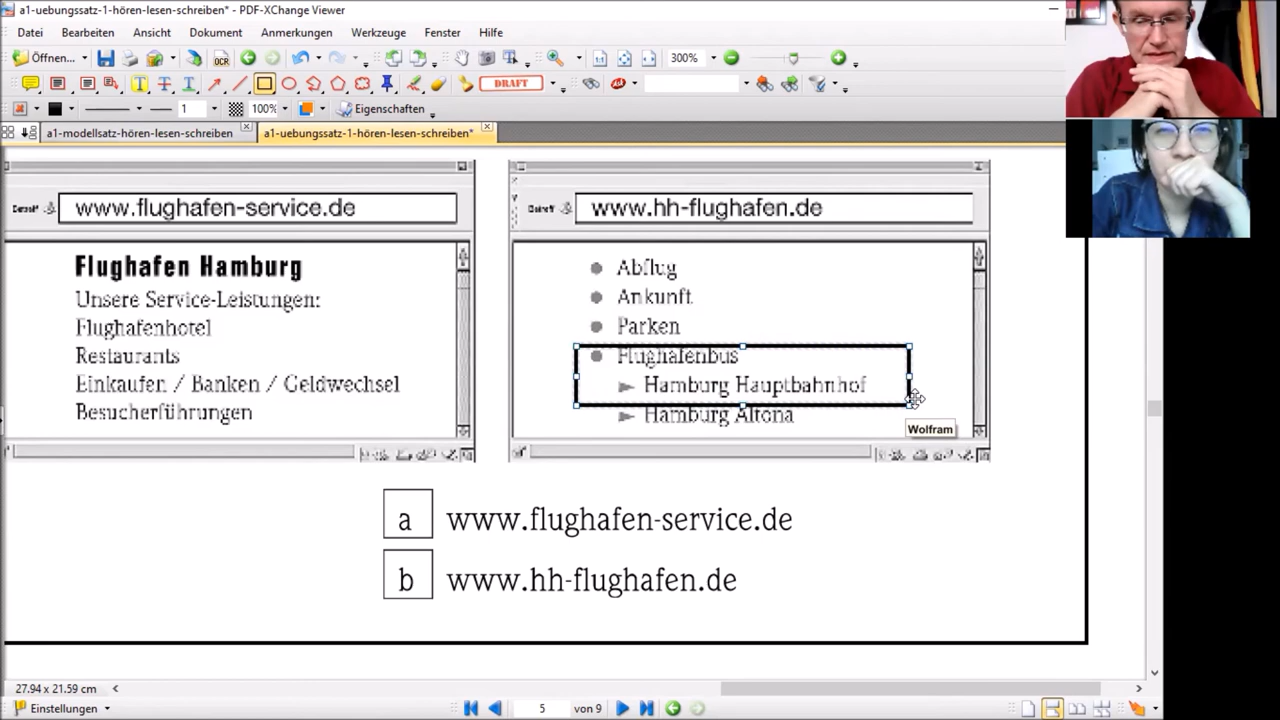 a1-uebungssatz-1-hören-lesen-schreiben* - PDF-XChange Viewer
Datei Bearbeiten Ansicht Dokument Anmerkungen Werkzeuge Fenster Hilfe
Öffnen... OCR 300%
DRAFT
1 100% Eigenschaften
a1-modellsatz-hören-lesen-schreiben a1-uebungssatz-1-hören-lesen-schreiben*
www.flughafen-service.de
Flughafen Hamburg
Unsere Service-Leistungen:
Flughafenhotel
Restaurants
Einkaufen / Banken / Geldwechsel
Besucherführungen
www.hh-flughafen.de
Abflug
Ankunft
Parken
Flughafenbus
Hamburg Hauptbahnhof
Hamburg Altona
Wolfram
a www.flughafen-service.de
b www.hh-flughafen.de
27.94 x 21.59 cm
Einstellungen 5 von 9